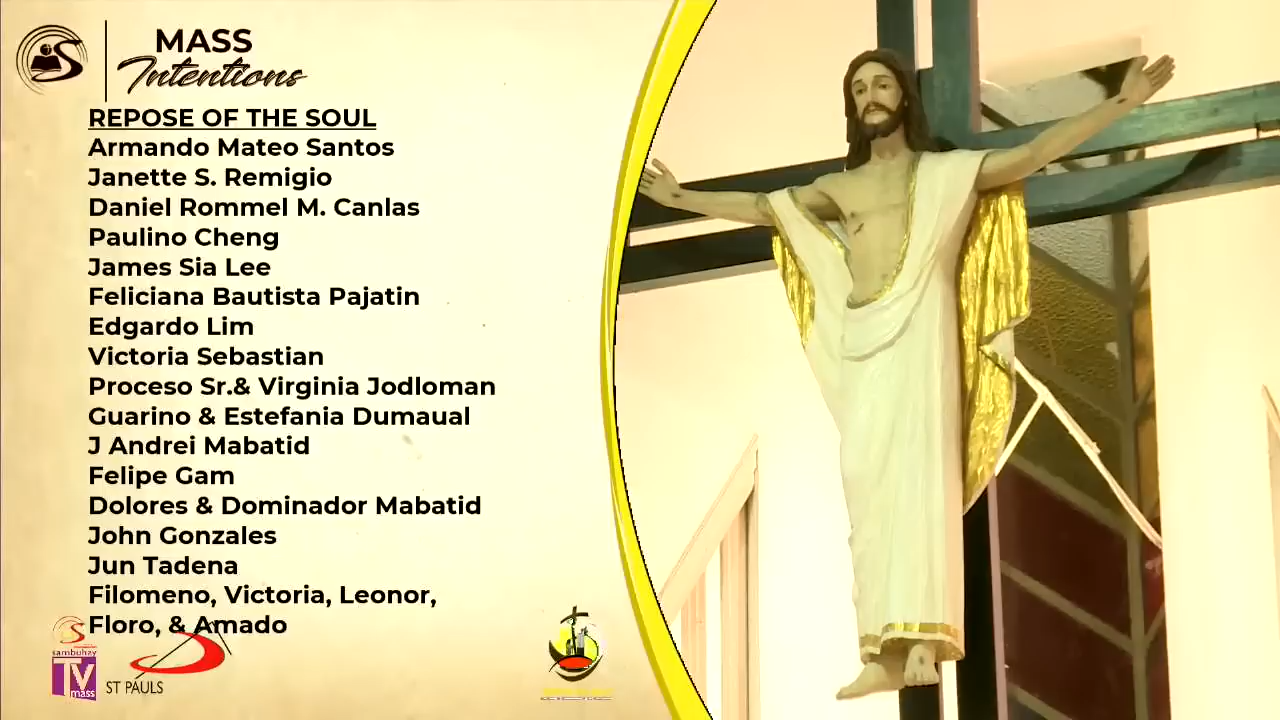 MASS
Intentions
REPOSE OF THE SOUL
Armando Mateo Santos
Janette S. Remigio
Daniel Rommel M. Canlas
Paulino Cheng
James Sia Lee
Feliciana Bautista Pajatin
Edgardo Lim
Victoria Sebastian
Proceso Sr.& Virginia Jodloman
Guarino & Estefania Dumaual
J Andrei Mabatid
Felipe Gam
Dolores & Dominador Mabatid
John Gonzales
Jun Tadena
Filomeno, Victoria, Leonor,
Floro, & Amado
sambuhay
TV
mass
ST PAULS